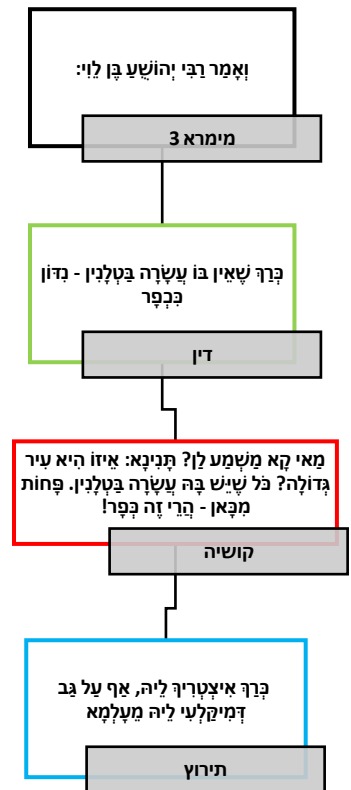 וְאָמַר רַבִּי יְהוֹשֻׁעַ בֶּן לֵוִי:
מימרא 3
כְּרַךְ שֶׁאֵין בּוֹ עֲשָׂרָה בַּטְלָנִין - נִדּוֹן
כִּכְפָר
דין
מַאי קָא מַשְׁמַע לַן? תָּנֵינָא: אֵיזוֹ הִיא עִיר
גְּדוֹלָה? כֹּל שֶׁיֵּשׁ בָּהּ עֲשָׂרָה בַּטְלָנִין. פָּחוֹת
מִכָּאן - הֲרֵי זֶה כְּפָר!
קושיה
כְּרַךְ אִיצְטְרִיךְ לֵיהּ, אַף עַל גַּב
דְּמִיקַּלְעִי לֵיהּ מֵעָלְמָא
תירוץ